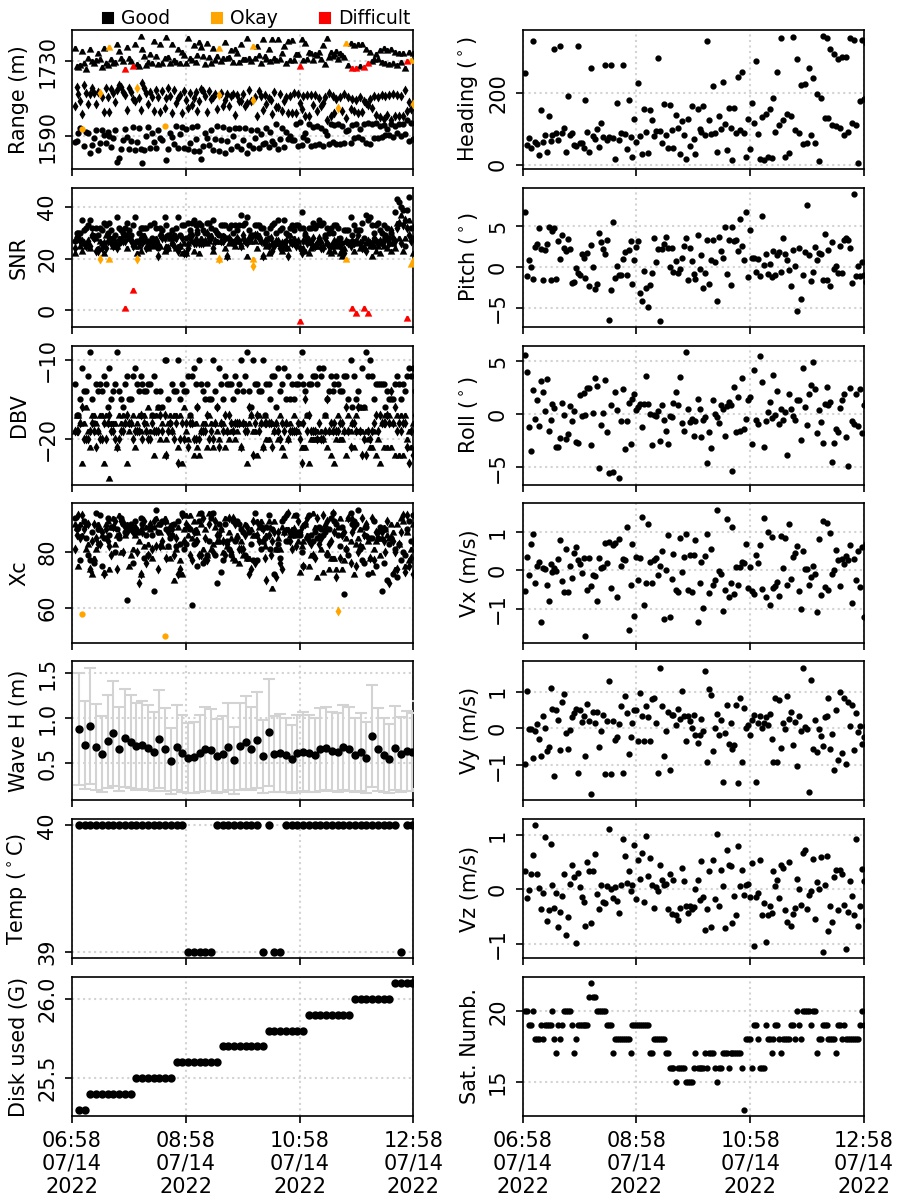 Good Okay Difficult
Range (m)
1730
1590
Heading (°)
200
0
SNR
40
20
0
Pitch (°)
5
0
−5
DBV
−10
−20
Roll (°)
5
0
−5
Xc
80
60
Vx (m/s)
1
0
−1
Wave H (m)
1.5
1.0
0.5
Vy (m/s)
1
0
−1
Temp (°C)
40
39
Vz (m/s)
1
0
−1
Disk used (G)
26.0
25.5
Sat. Numb.
20
15
06:58 08:58 10:58 12:58 06:58 08:58 10:58 12:58
07/14 07/14 07/14 07/14 07/14 07/14 07/14 07/14
2022 2022 2022 2022 2022 2022 2022 2022